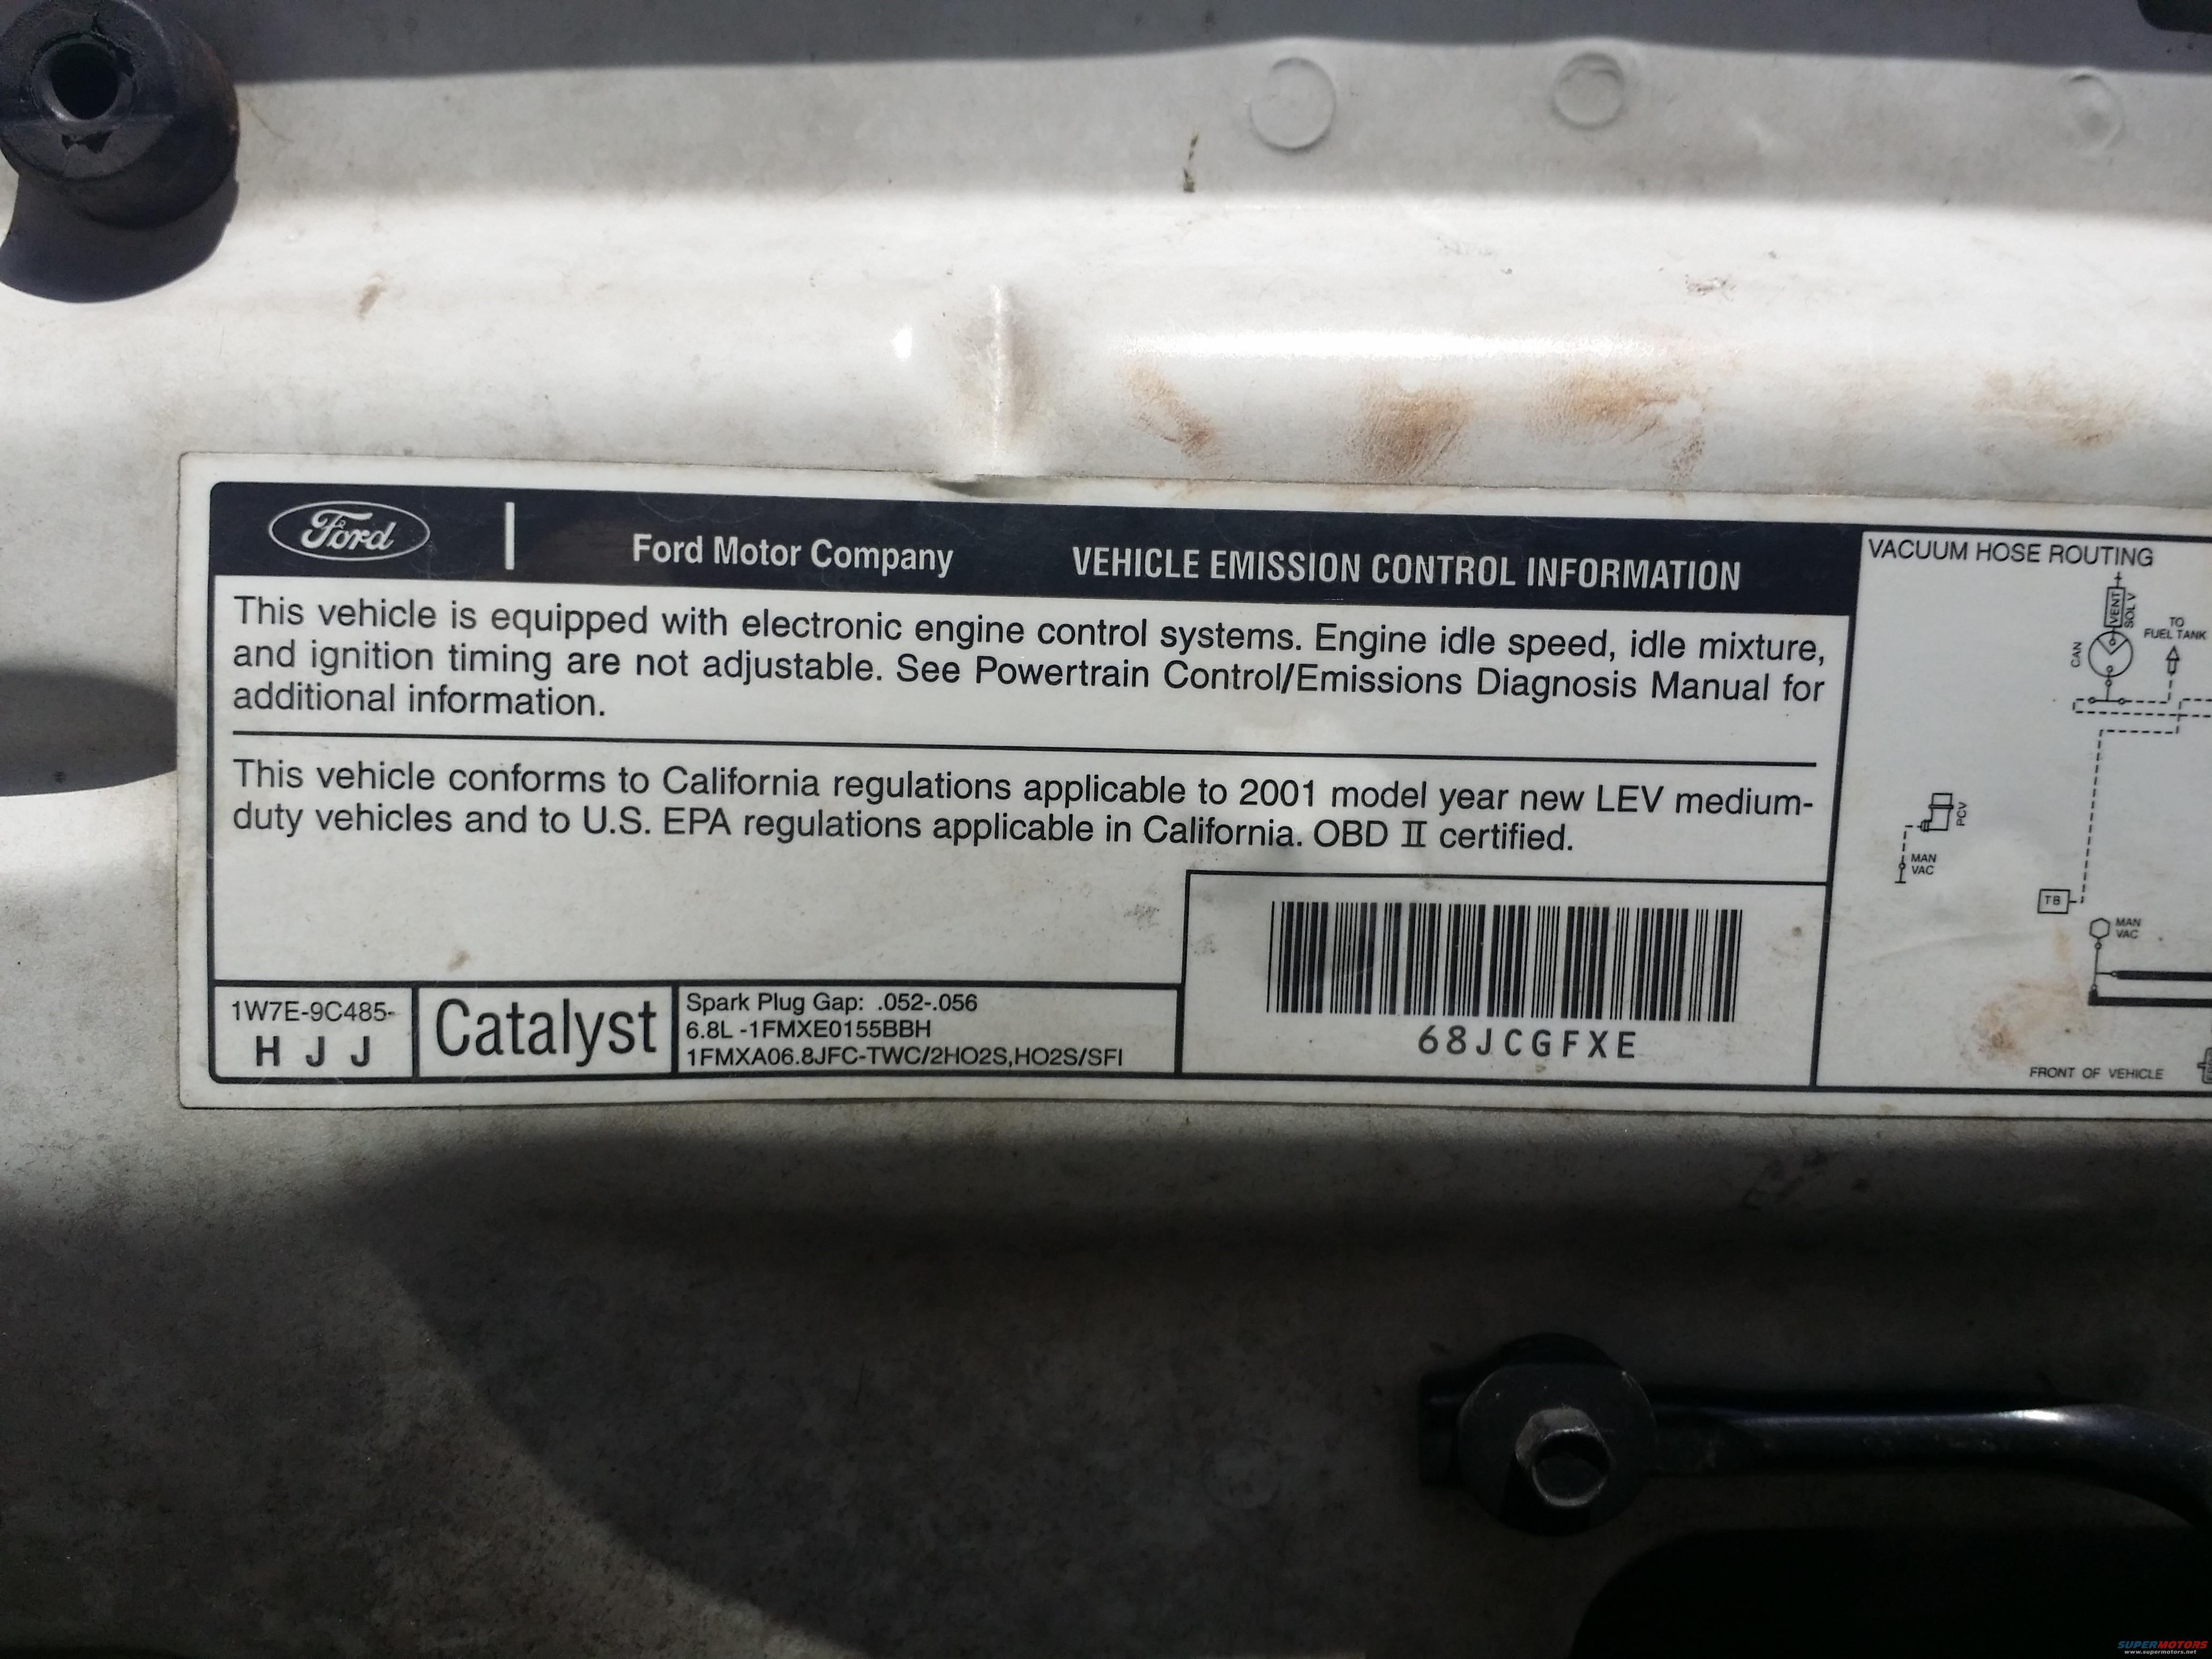 Ford
Ford Motor Company
VEHICLE EMISSION CONTROL INFORMATION
This vehicle is equipped with electronic engine control systems. Engine idle speed, idle mixture,
and ignition timing are not adjustable. See Powertrain Control/Emissions Diagnosis Manual for
additional information.
This vehicle conforms to California regulations applicable to 2001 model year new LEV medium-
duty vehicles and to U.S. EPA regulations applicable in California. OBD II certified.
1W7E-9C485-
H J J
Catalyst
Spark Plug Gap: .052-.056
6.8L -1FMXE0155BBH
1FMXA06.8JFC-TWC/2HO2S,HO2S/SFI
68JCGFXE
VACUUM HOSE ROUTING
VENT
SOL V
CAN
TO
FUEL TANK
PCV
MAN
VAC
TB
MAN
VAC
FRONT OF VEHICLE
SUPERMOTORS
www.supermotors.net